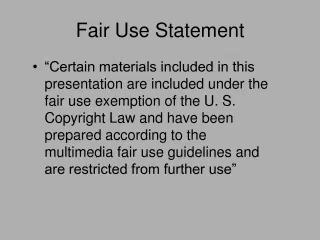 Fair Use Statement
• “Certain materials included in this
presentation are included under the
fair use exemption of the U. S.
Copyright Law and have been
prepared according to the
multimedia fair use guidelines and
are restricted from further use”